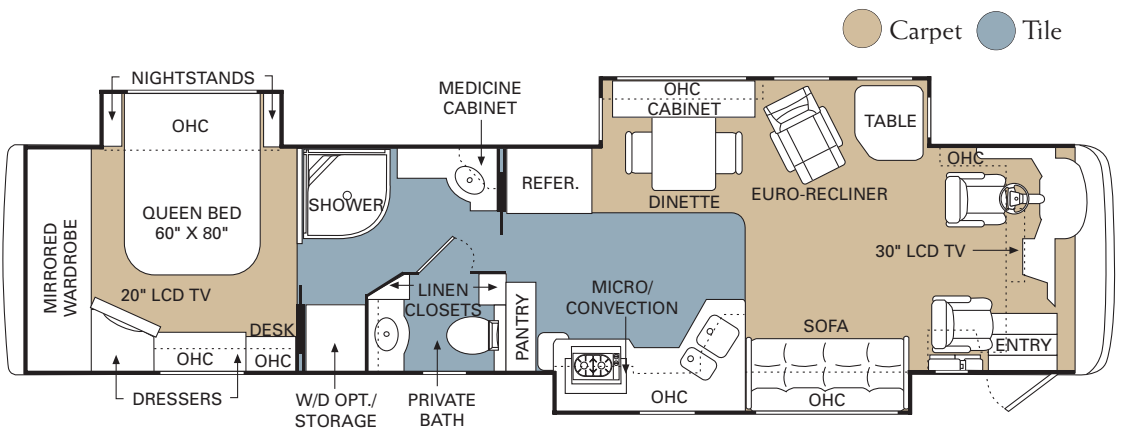 Carpet
Tile
NIGHTSTANDS
MEDICINE
CABINET
OHC
OHC
CABINET
TABLE
OHC
REFER.
SHOWER
QUEEN BED
60" X 80"
DINETTE
EURO-RECLINER
MIRRORED
WARDROBE
30" LCD TV
20" LCD TV
LINEN
CLOSETS
MICRO/
CONVECTION
PANTRY
SOFA
DESK
ENTRY
OHC
OHC
OHC
OHC
DRESSERS
W/D OPT./
STORAGE
PRIVATE
BATH